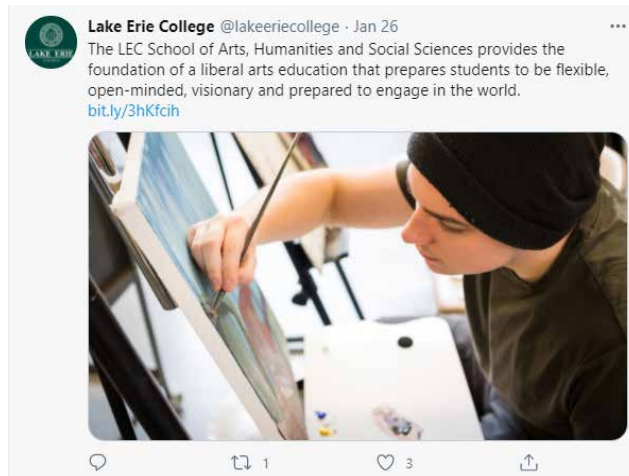 Lake Erie College @lakeeriecollege · Jan 26
LAKE ERIE
The LEC School of Arts, Humanities and Social Sciences provides the
foundation of a liberal arts education that prepares students to be flexible,
open-minded, visionary and prepared to engage in the world.
bit.ly/3hKfcih
1
3